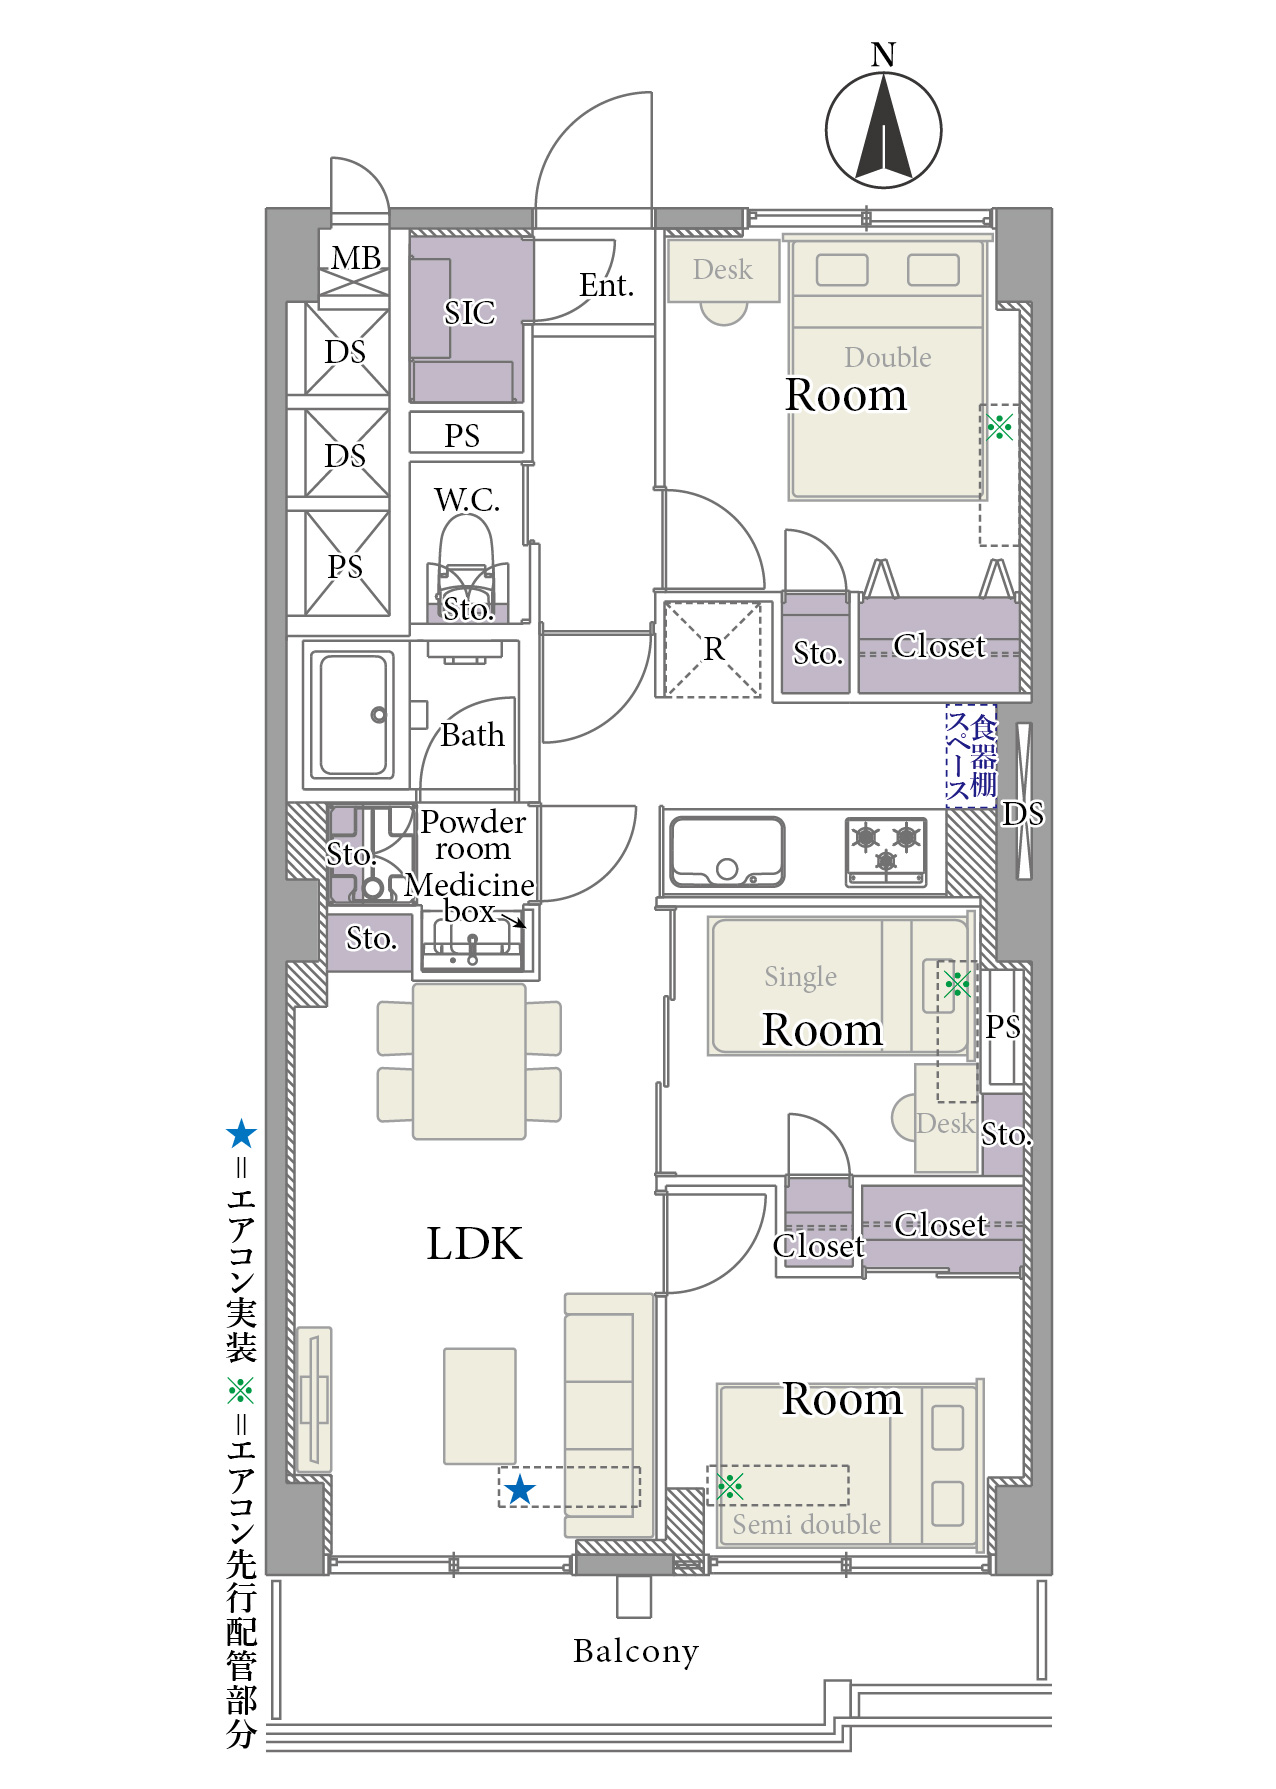 N
MB
SIC
Ent.
Desk
DS
Double
Room
※
PS
DS
W.C.
PS
Sto.
R
Sto.
Closet
Bath
食器棚
スペース
DS
Powder
room
Sto.
Medicine
box
Sto.
Single
※
Room
PS
Desk
Sto.
Closet
Closet
LDK
Room
★
※
Semi double
Balcony
★＝エアコン実装 ※＝エアコン先行配管部分